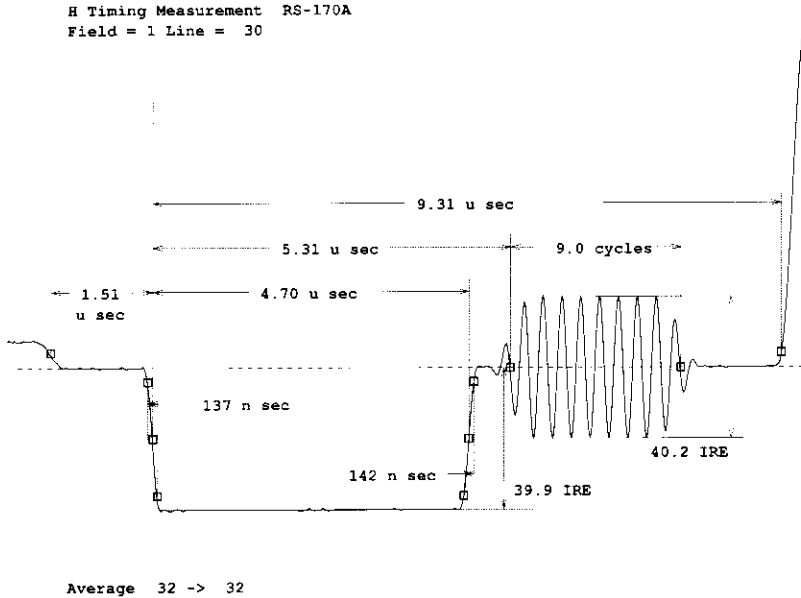 H Timing Measurement RS-170A
Field = 1 Line = 30
9.31 u sec
5.31 u sec
9.0 cycles
1.51
u sec
4.70 u sec
137 n sec
40.2 IRE
142 n sec
39.9 IRE
Average 32 -> 32